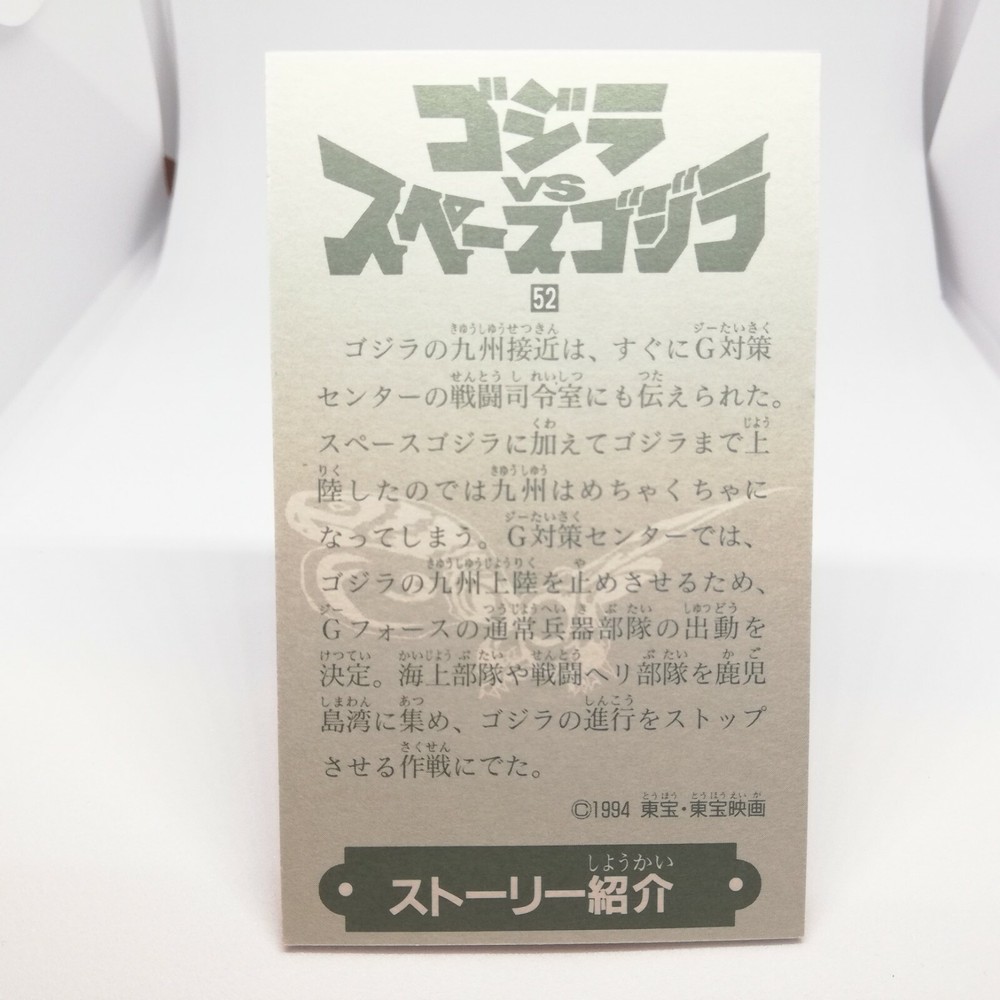 ゴジラ
VS
スペースゴジラ
52
ゴジラの九州接近は、すぐにG対策
センターの戦闘司令室にも伝えられた。
スペースゴジラに加えてゴジラまで上
陸したのでは九州はめちゃくちゃに
なってしまう。G対策センターでは、
ゴジラの九州上陸を止めさせるため、
Gフォースの通常兵器部隊の出動を
決定。海上部隊や戦闘ヘリ部隊を鹿児
島湾に集め、ゴジラの進行をストップ
させる作戦にでた。
©1994 東宝・東宝映画
ストーリー紹介